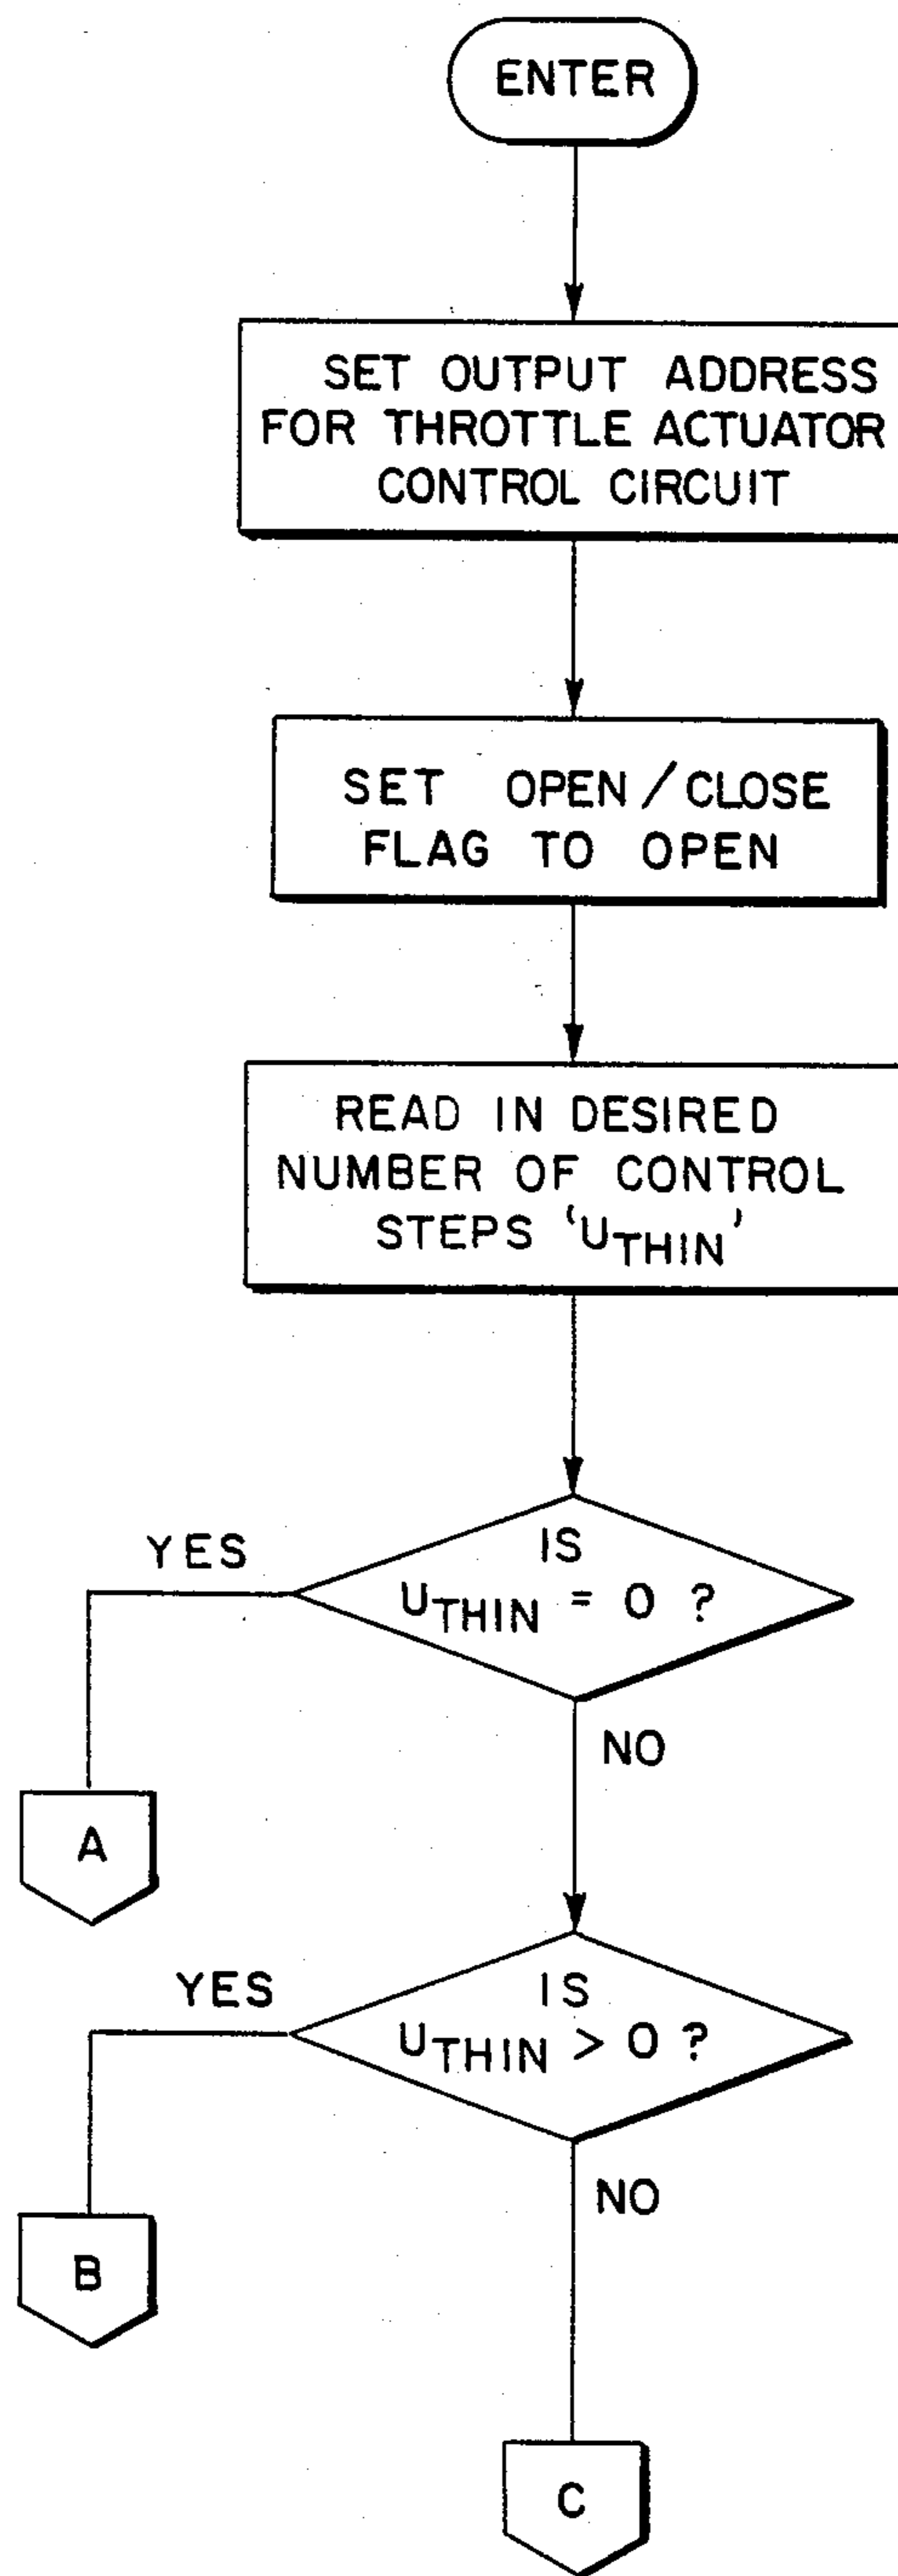 ENTER
SET OUTPUT ADDRESS
FOR THROTTLE ACTUATOR
CONTROL CIRCUIT
SET OPEN/CLOSE
FLAG TO OPEN
READ IN DESIRED
NUMBER OF CONTROL
STEPS 'UTHIN'
YES
IS
UTHIN = 0 ?
NO
A
YES
IS
UTHIN > 0 ?
NO
B
C